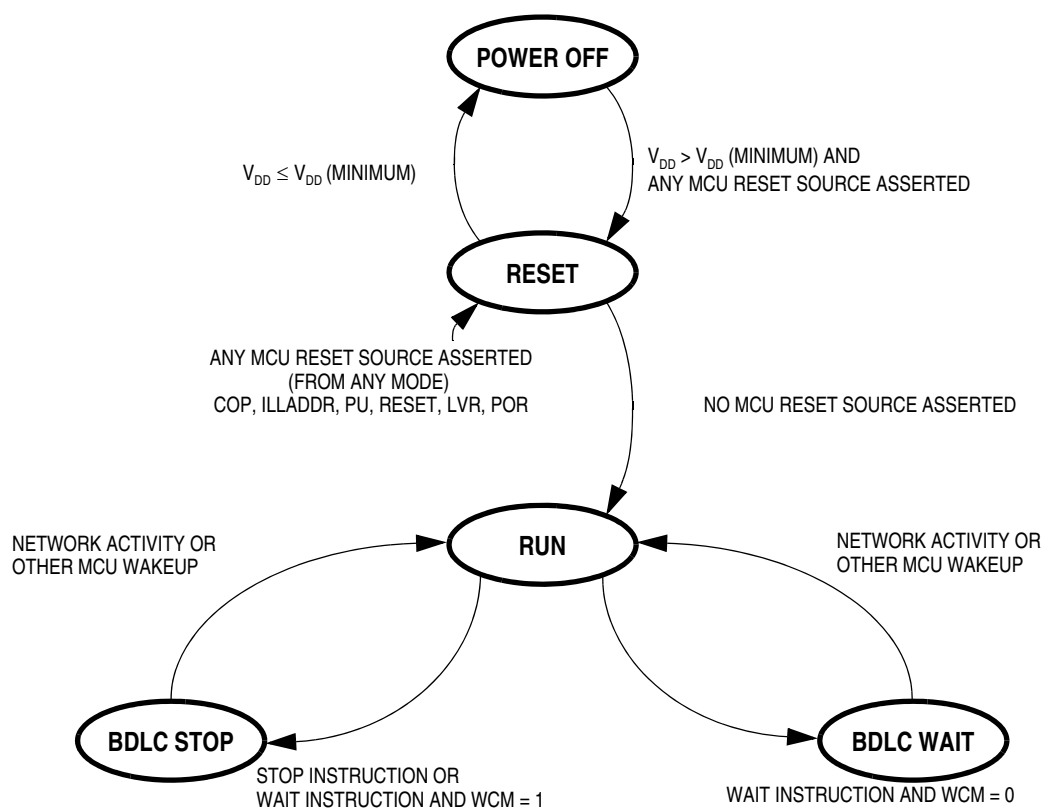 POWER OFF
V_DD ≤ V_DD (MINIMUM)
V_DD > V_DD (MINIMUM) AND
ANY MCU RESET SOURCE ASSERTED
RESET
ANY MCU RESET SOURCE ASSERTED
(FROM ANY MODE)
COP, ILLADDR, PU, RESET, LVR, POR
NO MCU RESET SOURCE ASSERTED
NETWORK ACTIVITY OR
OTHER MCU WAKEUP
RUN
NETWORK ACTIVITY OR
OTHER MCU WAKEUP
BDLC STOP
BDLC WAIT
STOP INSTRUCTION OR
WAIT INSTRUCTION AND WCM = 1
WAIT INSTRUCTION AND WCM = 0